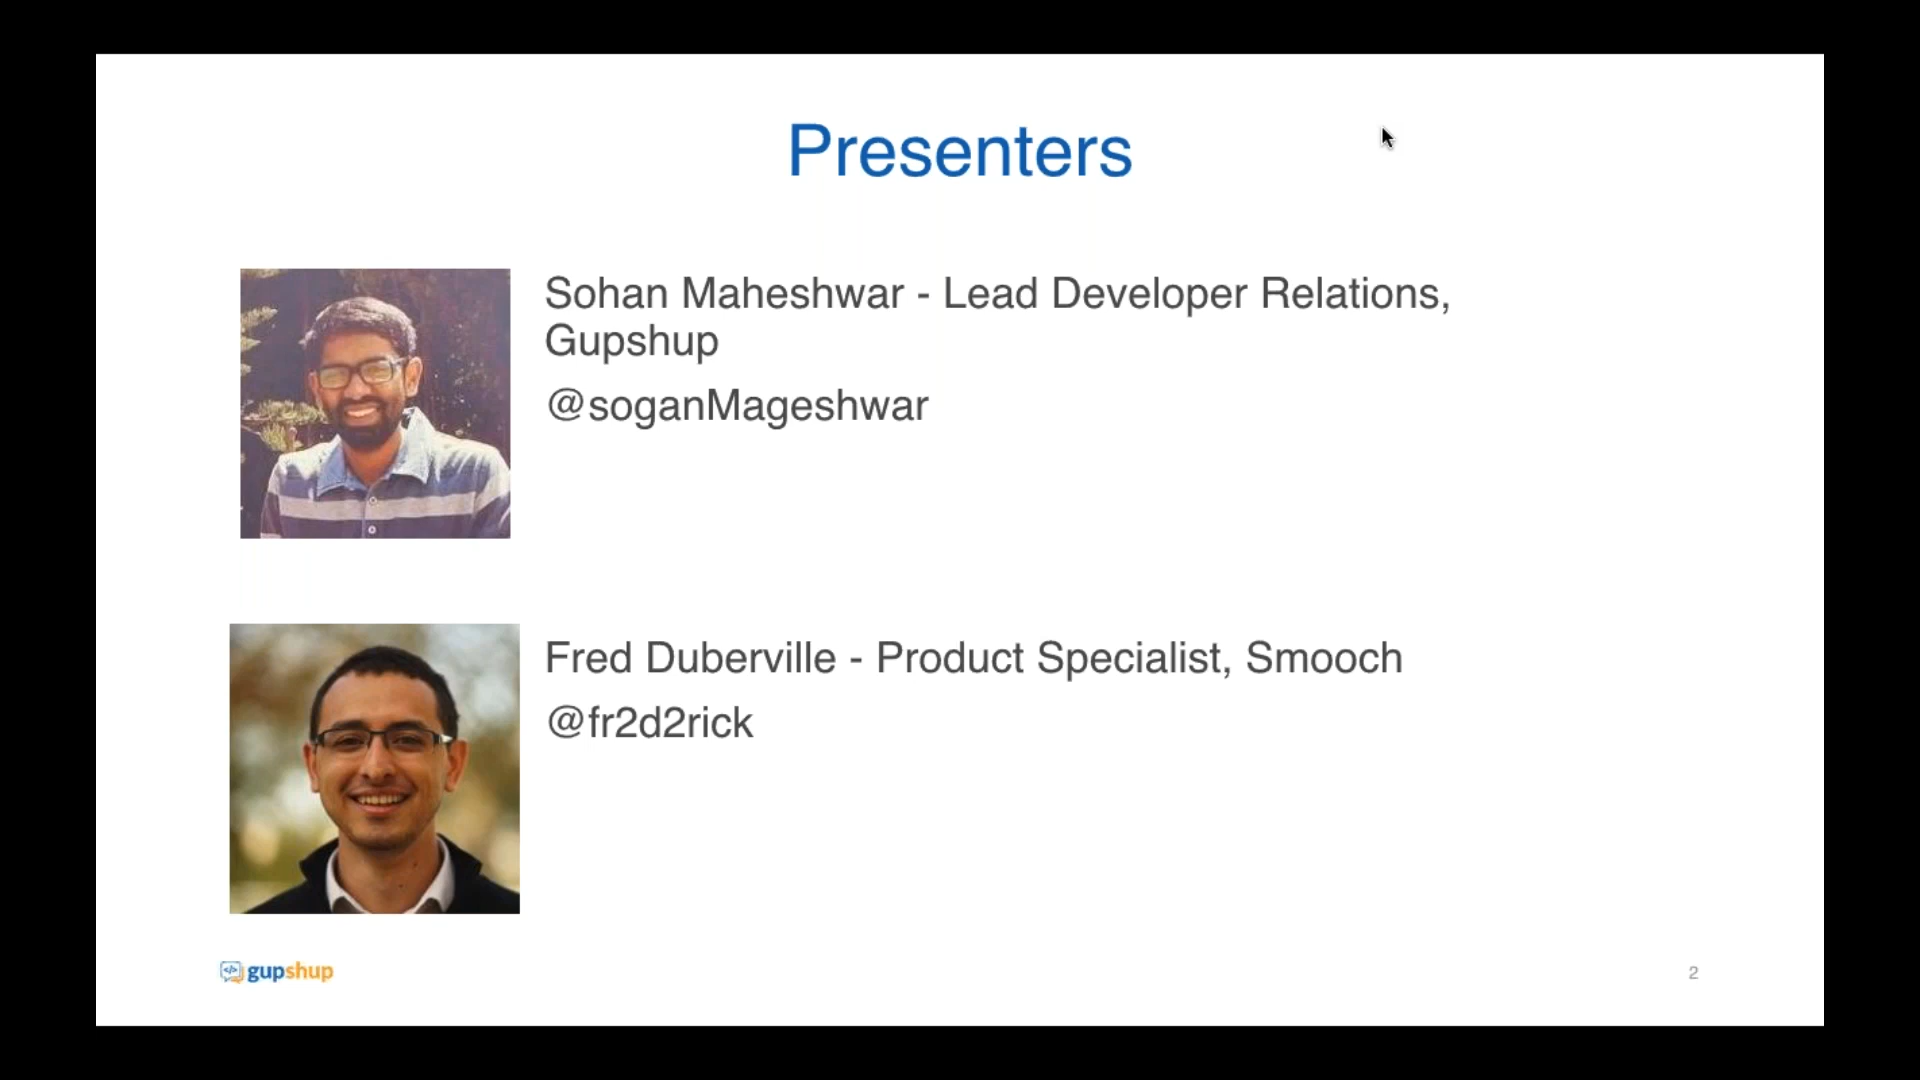 Presenters
Sohan Maheshwar - Lead Developer Relations,
Gupshup
@soganMageshwar
Fred Duberville - Product Specialist, Smooch
@fr2d2rick
</> gupshup
2